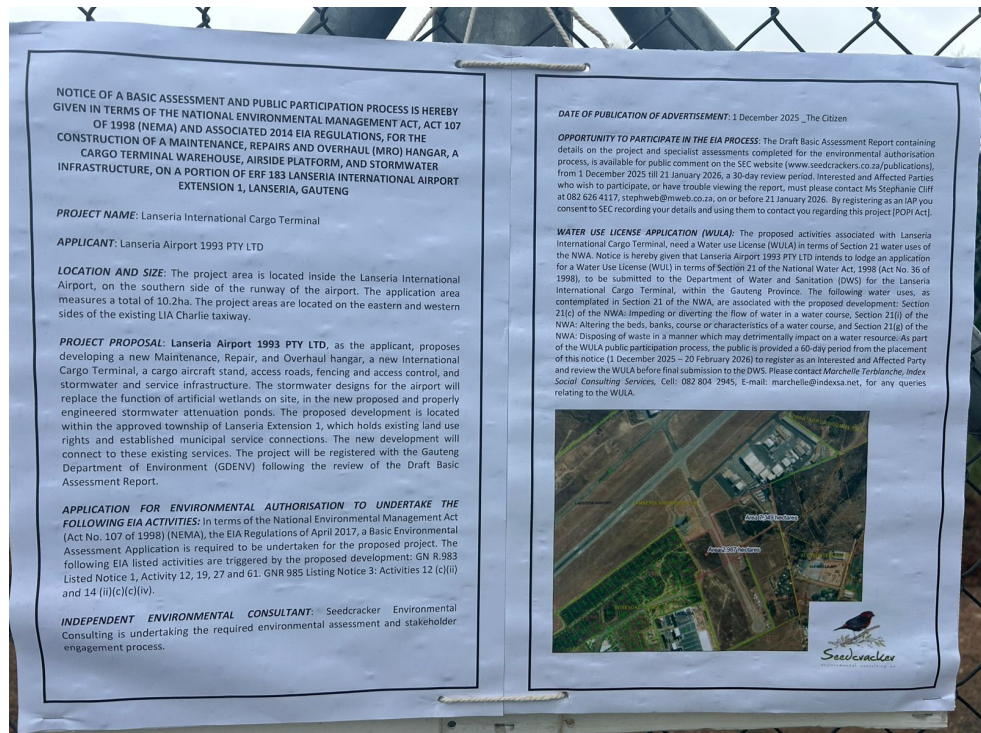 NOTICE OF A BASIC ASSESSMENT AND PUBLIC PARTICIPATION PROCESS IS HEREBY
GIVEN IN TERMS OF THE NATIONAL ENVIRONMENTAL MANAGEMENT ACT, ACT 107
OF 1998 (NEMA) AND ASSOCIATED 2014 EIA REGULATIONS, FOR THE
CONSTRUCTION OF A MAINTENANCE, REPAIRS AND OVERHAUL (MRO) HANGAR, A
CARGO TERMINAL WAREHOUSE, AIRSIDE PLATFORM, AND STORMWATER
INFRASTRUCTURE, ON A PORTION OF ERF 183 LANSERIA INTERNATIONAL AIRPORT
EXTENSION 1, LANSERIA, GAUTENG
PROJECT NAME: Lanseria International Cargo Terminal
APPLICANT: Lanseria Airport 1993 PTY LTD
LOCATION AND SIZE: The project area is located inside the Lanseria International
Airport, on the southern side of the runway of the airport. The application area
measures a total of 10.2ha. The project areas are located on the eastern and western
sides of the existing LIA Charlie taxiway.
PROJECT PROPOSAL: Lanseria Airport 1993 PTY LTD, as the applicant, proposes
developing a new Maintenance, Repair, and Overhaul hangar, a new International
Cargo Terminal, a cargo aircraft stand, access roads, fencing and access control, and
stormwater and service infrastructure. The stormwater designs for the airport will
replace the function of artificial wetlands on site, in the new proposed and properly
engineered stormwater attenuation ponds. The proposed development is located
within the approved township of Lanseria Extension 1, which holds existing land use
rights and established municipal service connections. The new development will
connect to these existing services. The project will be registered with the Gauteng
Department of Environment (GDENV) following the review of the Draft Basic
Assessment Report.
APPLICATION FOR ENVIRONMENTAL AUTHORISATION TO UNDERTAKE THE
FOLLOWING EIA ACTIVITIES: In terms of the National Environmental Management Act
(Act No. 107 of 1998) (NEMA), the EIA Regulations of April 2017, a Basic Environmental
Assessment Application is required to be undertaken for the proposed project. The
following EIA listed activities are triggered by the proposed development: GN R.983
Listed Notice 1, Activity 12, 19, 27 and 61. GNR 985 Listing Notice 3: Activities 12 (c)(ii)
and 14 (ii)(c)(c)(iv).
INDEPENDENT ENVIRONMENTAL CONSULTANT: Seedcracker Environmental
Consulting is undertaking the required environmental assessment and stakeholder
engagement process.
DATE OF PUBLICATION OF ADVERTISEMENT: 1 December 2025 _The Citizen
OPPORTUNITY TO PARTICIPATE IN THE EIA PROCESS: The Draft Basic Assessment Report containing
details on the project and specialist assessments completed for the environmental authorisation
process, is available for public comment on the SEC website (www.seedcrackers.co.za/publications),
from 1 December 2025 till 21 January 2026, a 30-day review period. Interested and Affected Parties
who wish to participate, or have trouble viewing the report, must please contact Ms Stephanie Cliff
at 082 626 4117, stephweb@mweb.co.za, on or before 21 January 2026. By registering as an IAP you
consent to SEC recording your details and using them to contact you regarding this project [POPI Act].
WATER USE LICENSE APPLICATION (WULA): The proposed activities associated with Lanseria
International Cargo Terminal, need a Water use License (WULA) in terms of Section 21 water uses of
the NWA. Notice is hereby given that Lanseria Airport 1993 PTY LTD intends to lodge an application
for a Water Use License (WUL) in terms of Section 21 of the National Water Act, 1998 (Act No. 36 of
1998), to be submitted to the Department of Water and Sanitation (DWS) for the Lanseria
International Cargo Terminal, within the Gauteng Province. The following water uses, as
contemplated in Section 21 of the NWA, are associated with the proposed development: Section
21(c) of the NWA: Impeding or diverting the flow of water in a water course, and Section 21(i) of the
NWA: Altering the beds, banks, course or characteristics of a water course, and Section 21(g) of the
NWA: Disposing of waste in a manner which may detrimentally impact on a water resource. As part
of the WULA public participation process, the public is provided a 60-day period from the placement
of this notice (1 December 2025 – 20 February 2026) to register as an Interested and Affected Party
and review the WULA before final submission to the DWS. Please contact Marchelle Terblanche, Index
Social Consulting Services, Cell: 082 804 2945, E-mail: marchelle@indexsa.net, for any queries
relating to the WULA.
Area 7.345 hectares
Area 2.987 hectares
Seedcracker
environmental consulting cc